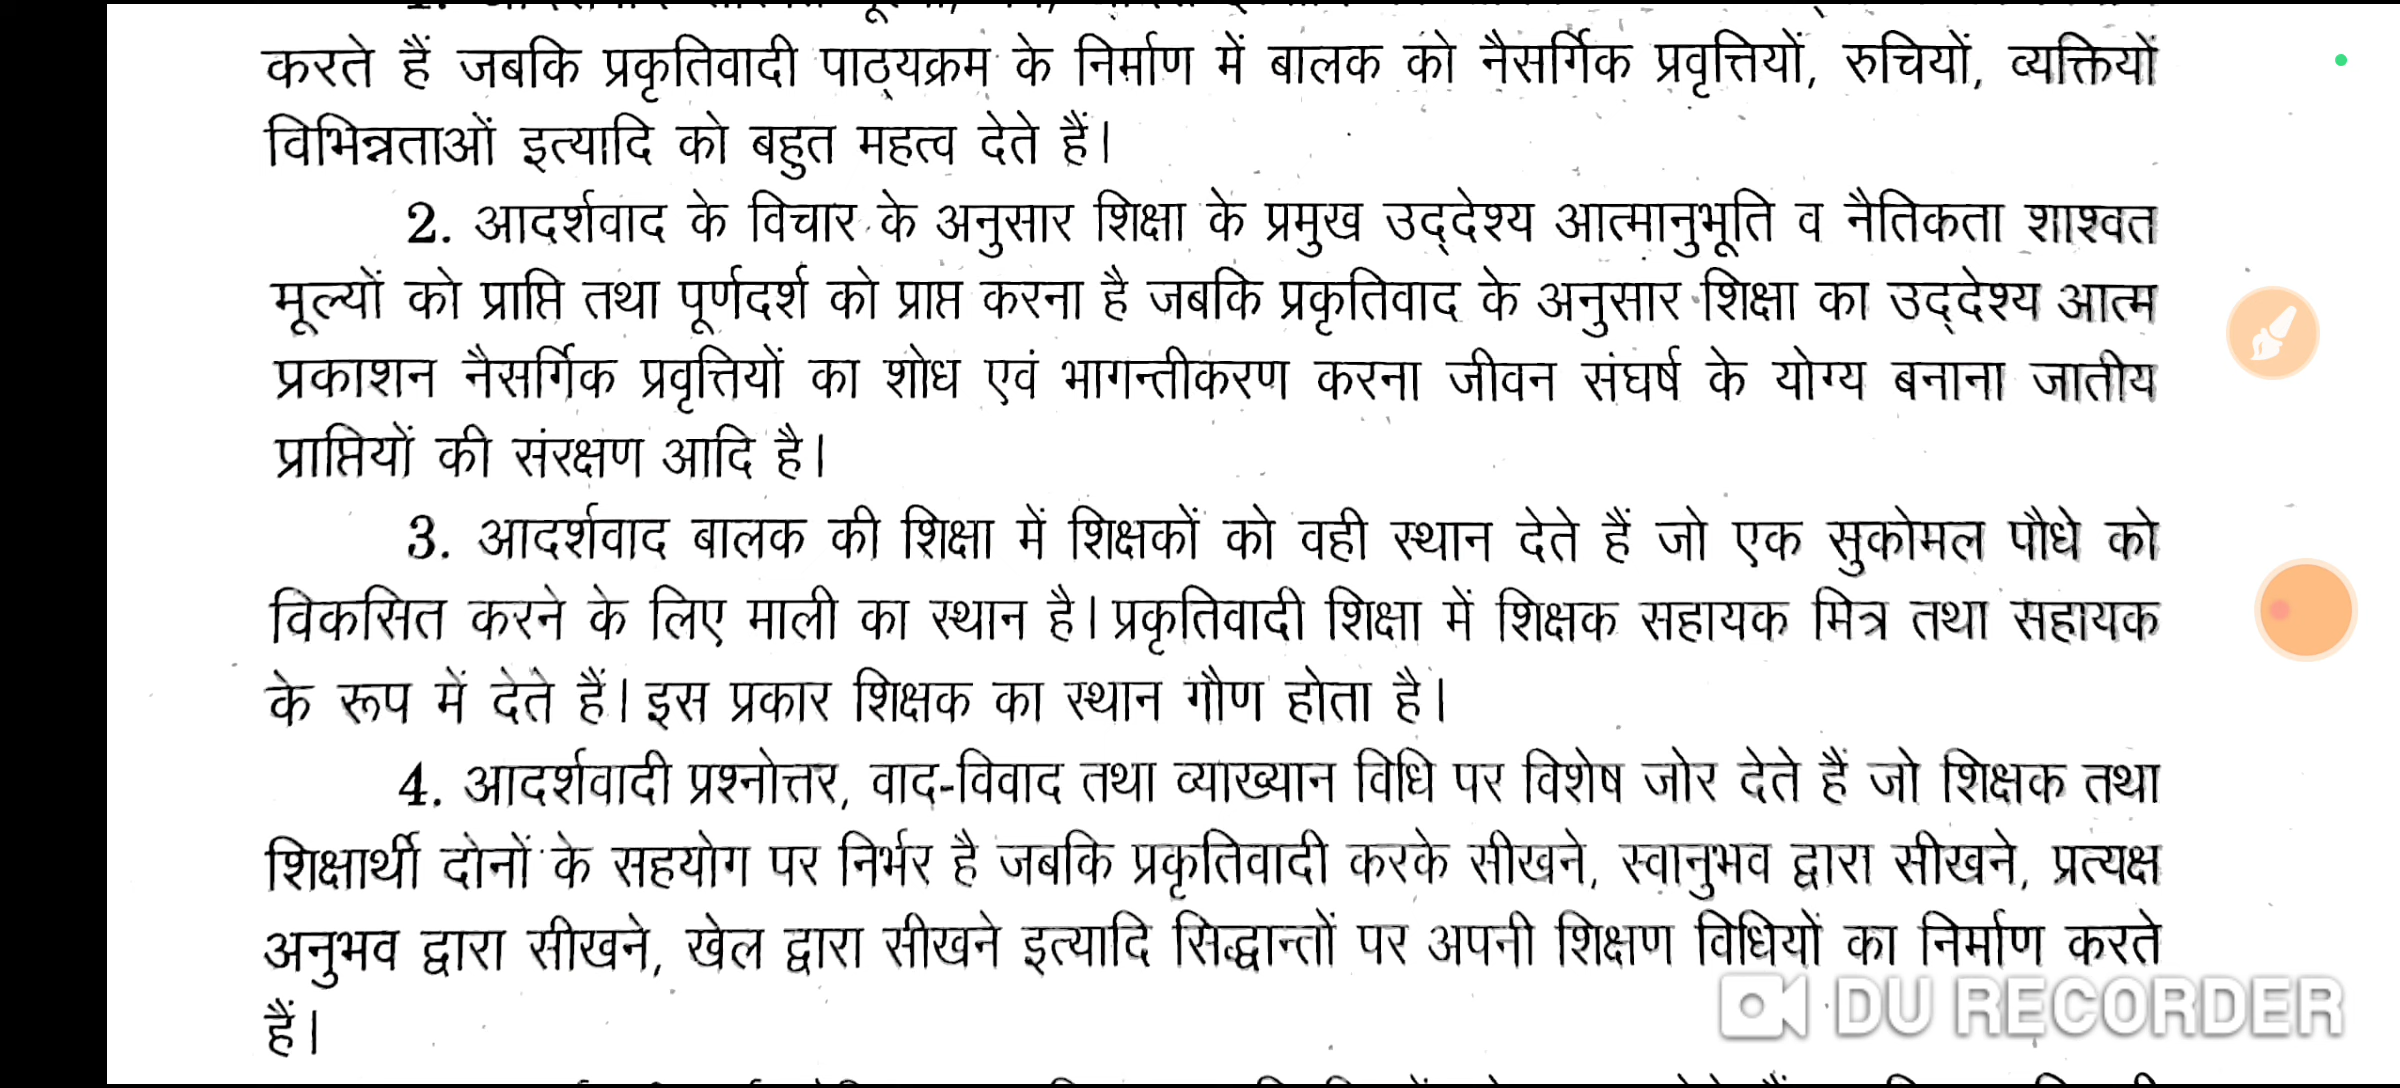 करते हैं जबकि प्रकृतिवादी पाठ्यक्रम के निर्माण में बालक को नैसर्गिक प्रवृत्तियों, रुचियों, व्यक्तियों
विभिन्नताओं इत्यादि को बहुत महत्व देते हैं।
2. आदर्शवाद के विचार के अनुसार शिक्षा के प्रमुख उद्देश्य आत्मानुभूति व नैतिकता शाश्वत
मूल्यों को प्राप्ति तथा पूर्णदर्श को प्राप्त करना है जबकि प्रकृतिवाद के अनुसार शिक्षा का उद्देश्य आत्म
प्रकाशन नैसर्गिक प्रवृत्तियों का शोध एवं भागन्तीकरण करना जीवन संघर्ष के योग्य बनाना जातीय
प्राप्तियों की संरक्षण आदि है।
3. आदर्शवाद बालक की शिक्षा में शिक्षकों को वही स्थान देते हैं जो एक सुकोमल पौधे को
विकसित करने के लिए माली का स्थान है। प्रकृतिवादी शिक्षा में शिक्षक सहायक मित्र तथा सहायक
के रूप में देते हैं। इस प्रकार शिक्षक का स्थान गौण होता है।
4. आदर्शवादी प्रश्नोत्तर, वाद-विवाद तथा व्याख्यान विधि पर विशेष जोर देते हैं जो शिक्षक तथा
शिक्षार्थी दोनों के सहयोग पर निर्भर है जबकि प्रकृतिवादी करके सीखने, स्वानुभव द्वारा सीखने, प्रत्यक्ष
अनुभव द्वारा सीखने, खेल द्वारा सीखने इत्यादि सिद्धान्तों पर अपनी शिक्षण विधियों का निर्माण करते
हैं।
DU RECORDER